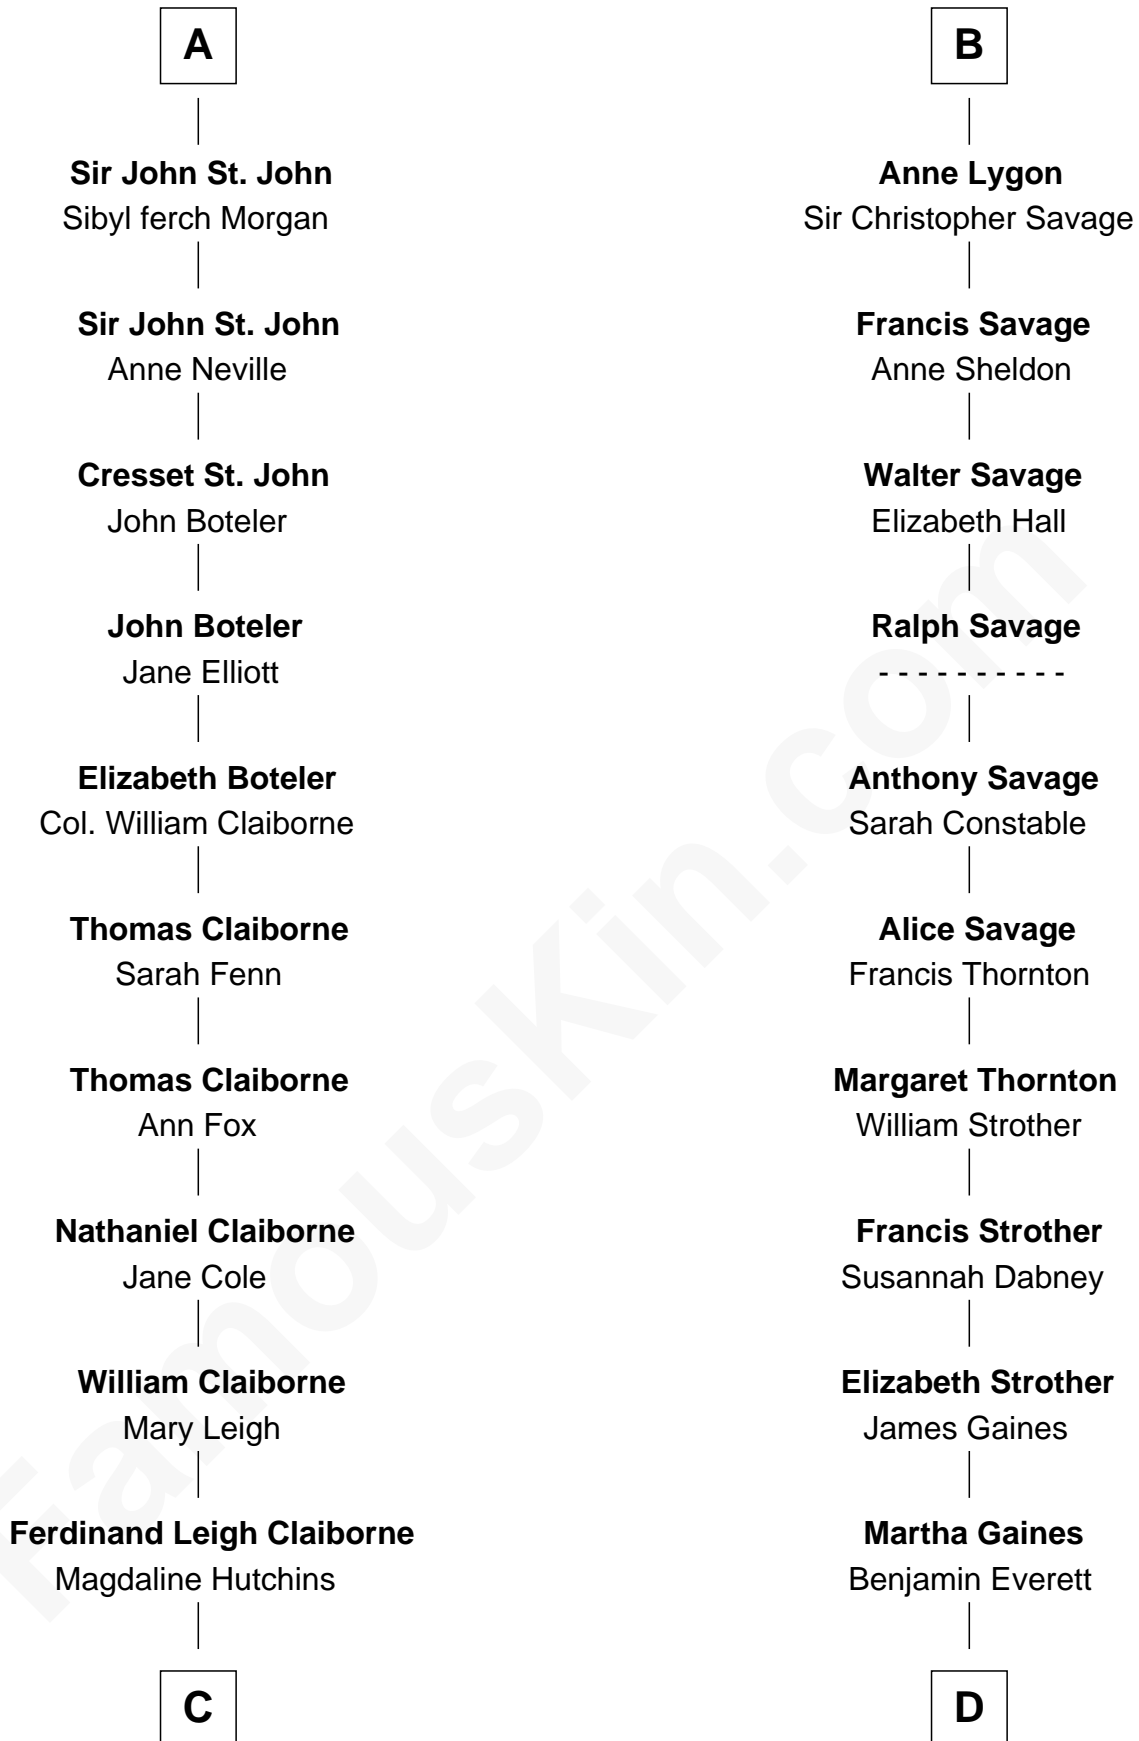 A
Sir John St. John
Sibyl ferch Morgan
Sir John St. John
Anne Neville
Cresset St. John
John Boteler
John Boteler
Jane Elliott
Elizabeth Boteler
Col. William Claiborne
Thomas Claiborne
Sarah Fenn
Thomas Claiborne
Ann Fox
Nathaniel Claiborne
Jane Cole
William Claiborne
Mary Leigh
Ferdinand Leigh Claiborne
Magdaline Hutchins
C
B
Anne Lygon
Sir Christopher Savage
Francis Savage
Anne Sheldon
Walter Savage
Elizabeth Hall
Ralph Savage
- - - - - - - - - -
Anthony Savage
Sarah Constable
Alice Savage
Francis Thornton
Margaret Thornton
William Strother
Francis Strother
Susannah Dabney
Elizabeth Strother
James Gaines
Martha Gaines
Benjamin Everett
D
FamousKin.com